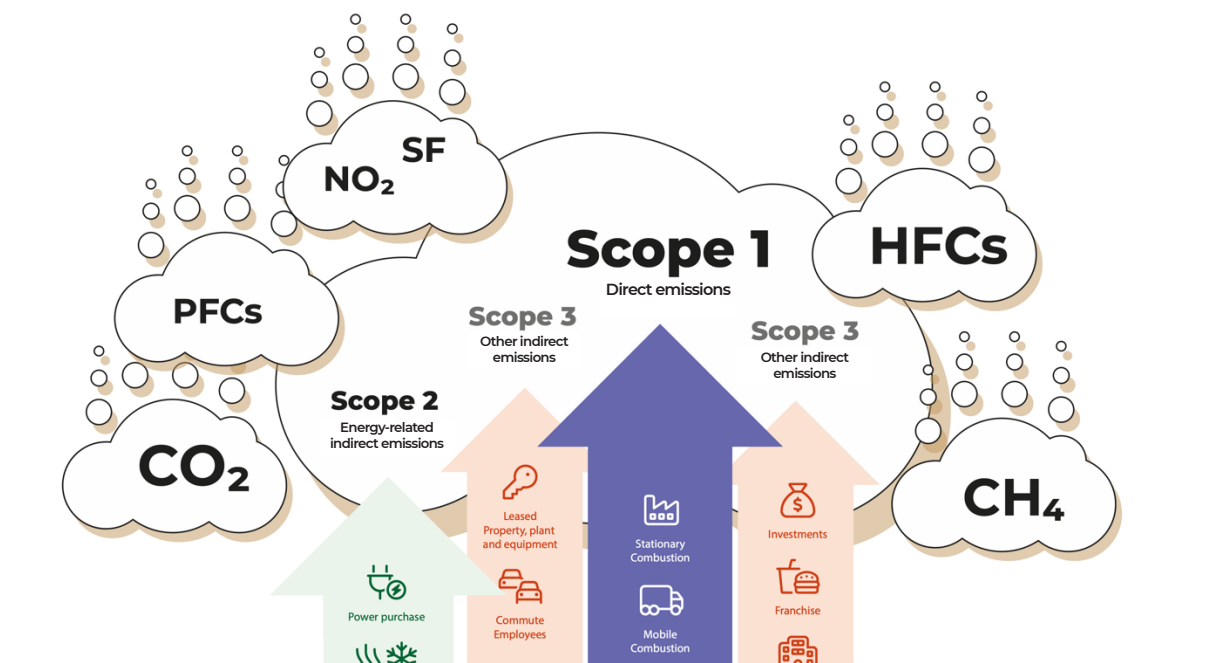 SF
NO₂
PFCs
CO₂
HFCs
CH₄
Scope 1
Direct emissions
Scope 3
Other indirect
emissions
Scope 3
Other indirect
emissions
Scope 2
Energy-related
indirect emissions
Power purchase
Leased
Property, plant
and equipment
Commute
Employees
Stationary
Combustion
Mobile
Combustion
$
Investments
Franchise